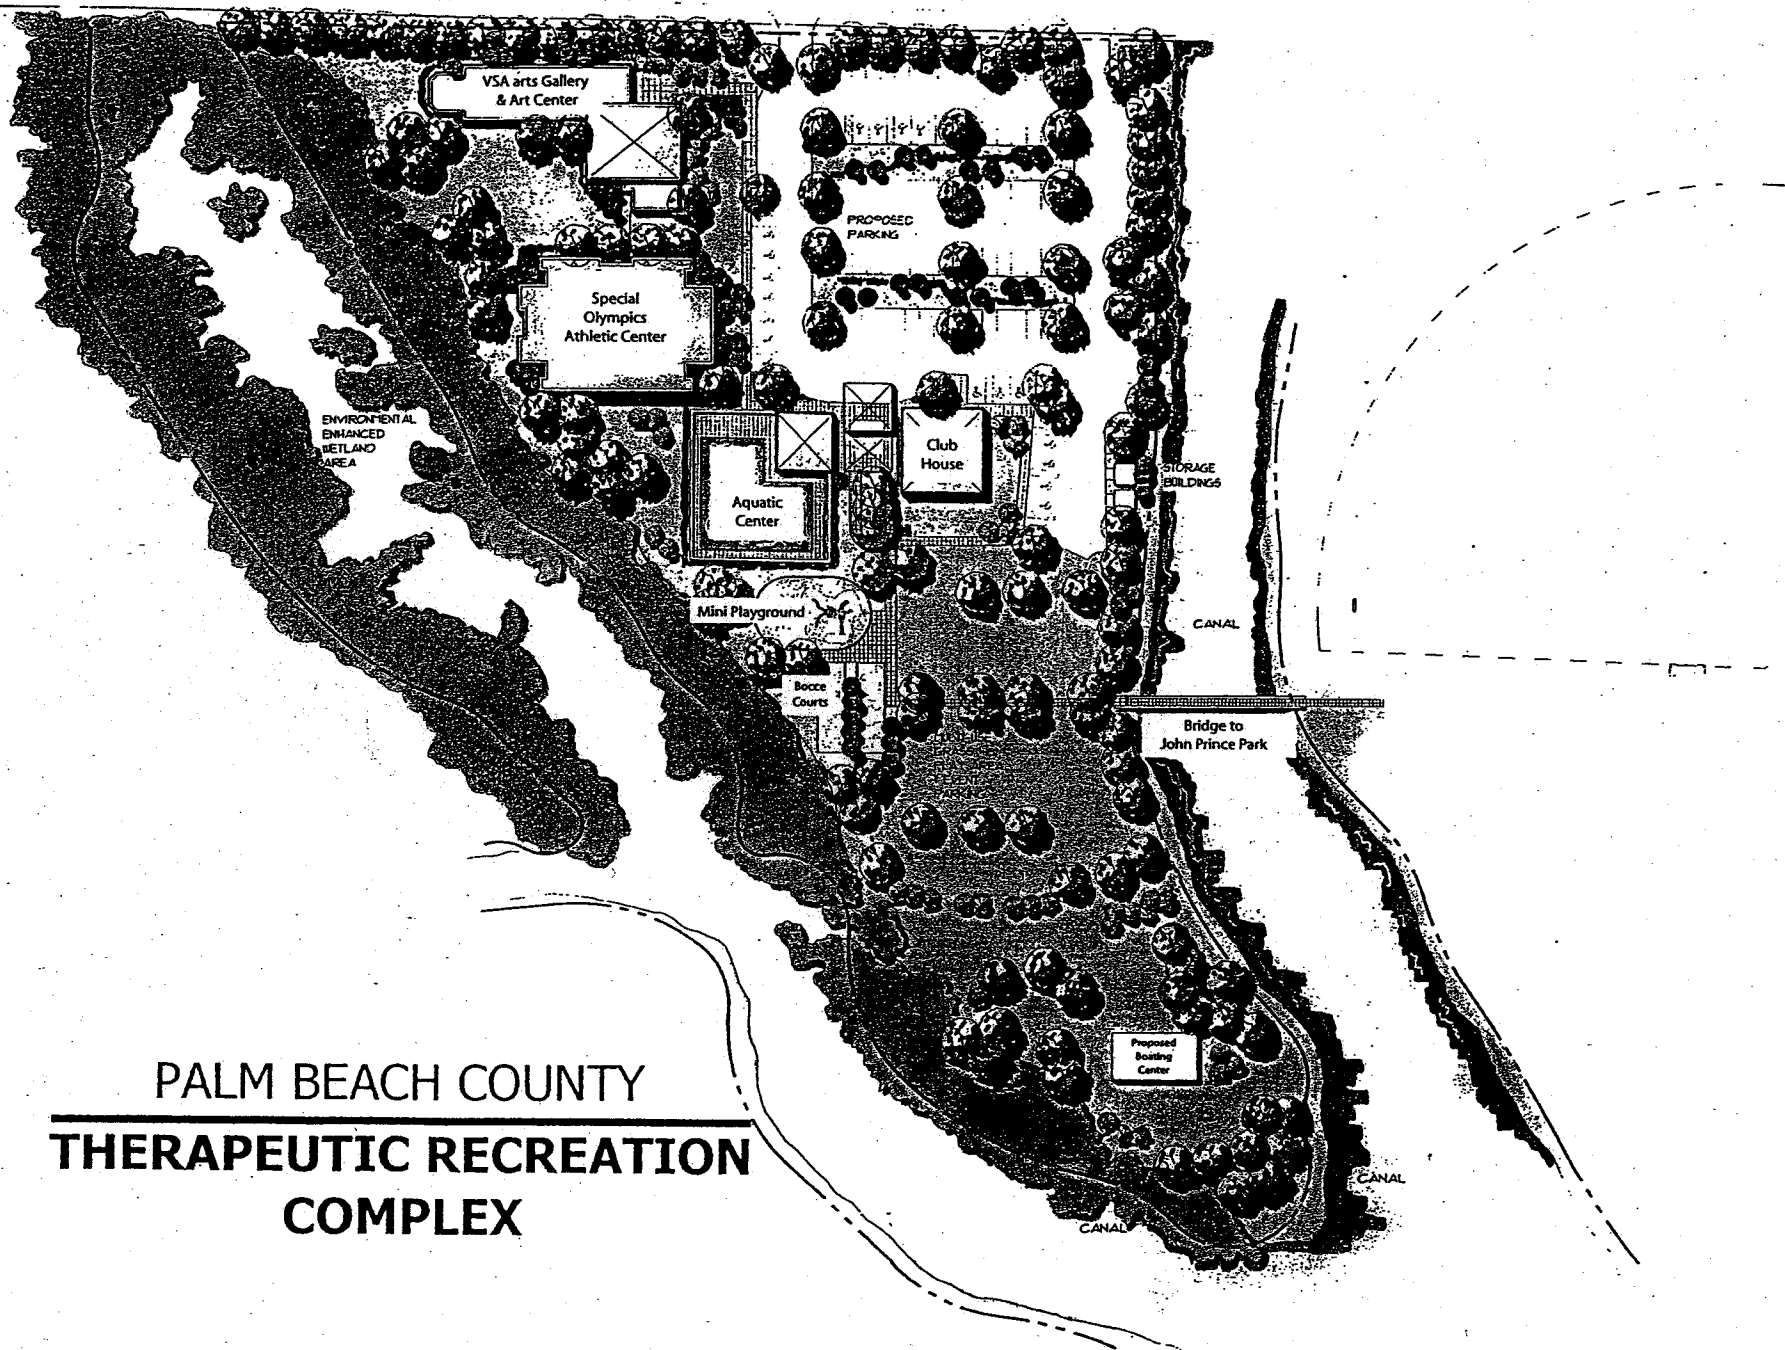 VSA arts Gallery
& Art Center
PROPOSED
PARKING
Special
Olympics
Athletic Center
ENVIRONMENTAL
ENHANCED
WETLAND
AREA
Club
House
STORAGE
BUILDINGS
Aquatic
Center
Mini Playground
CANAL
Bocce
Courts
Bridge to
John Prince Park
PARKING
Proposed
Boating
Center
PALM BEACH COUNTY
THERAPEUTIC RECREATION
COMPLEX
CANAL
CANAL